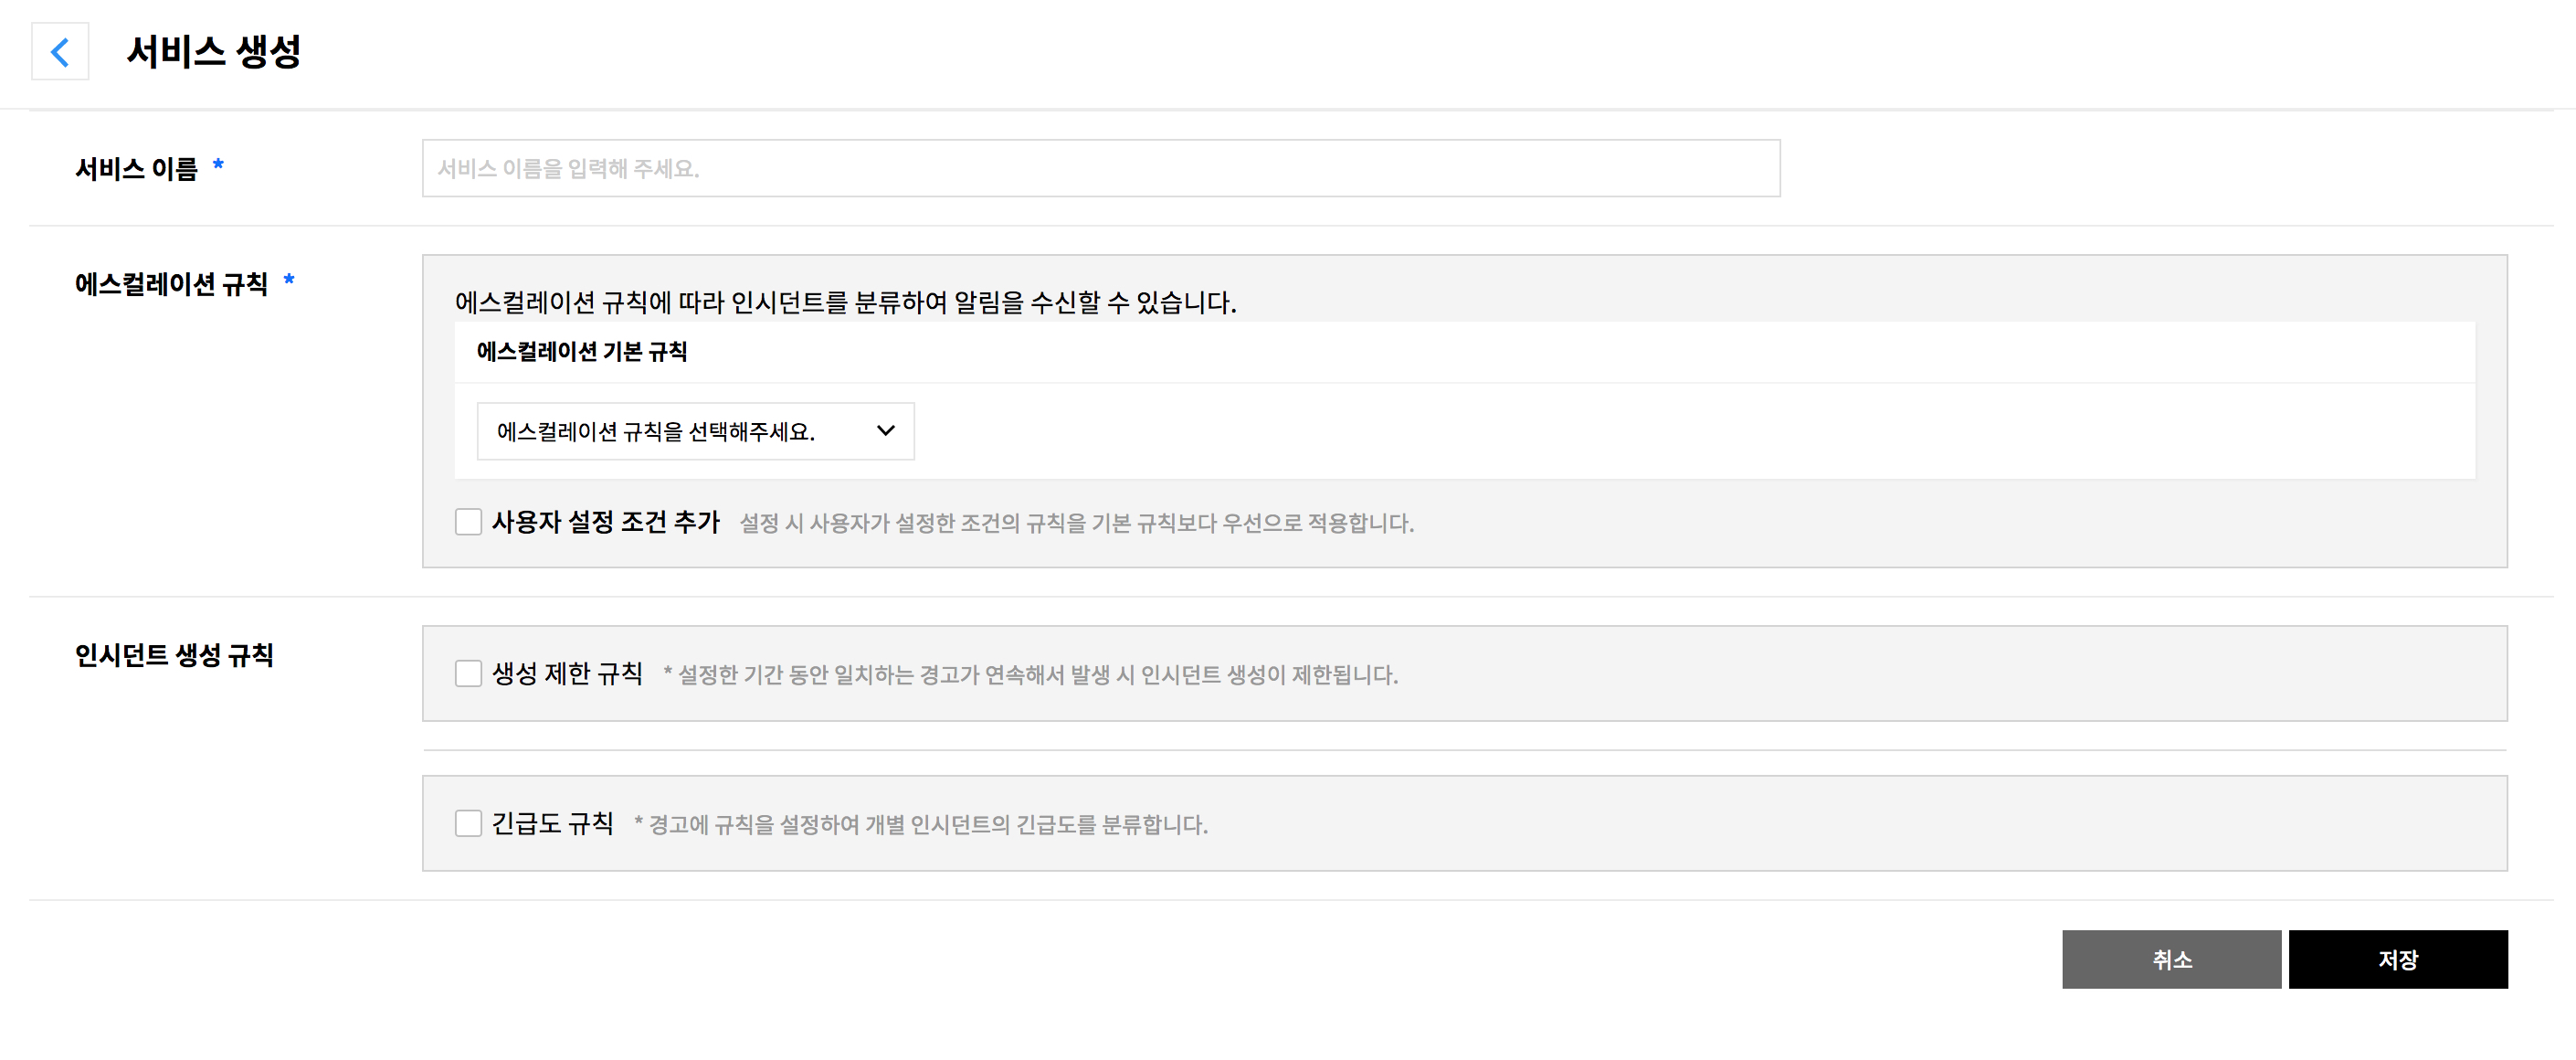 서비스 생성
서비스 이름 *
서비스 이름을 입력해 주세요.
에스컬레이션 규칙 *
에스컬레이션 규칙에 따라 인시던트를 분류하여 알림을 수신할 수 있습니다.
에스컬레이션 기본 규칙
에스컬레이션 규칙을 선택해주세요.
사용자 설정 조건 추가 설정 시 사용자가 설정한 조건의 규칙을 기본 규칙보다 우선으로 적용합니다.
인시던트 생성 규칙
생성 제한 규칙 * 설정한 기간 동안 일치하는 경고가 연속해서 발생 시 인시던트 생성이 제한됩니다.
긴급도 규칙 * 경고에 규칙을 설정하여 개별 인시던트의 긴급도를 분류합니다.
취소 저장